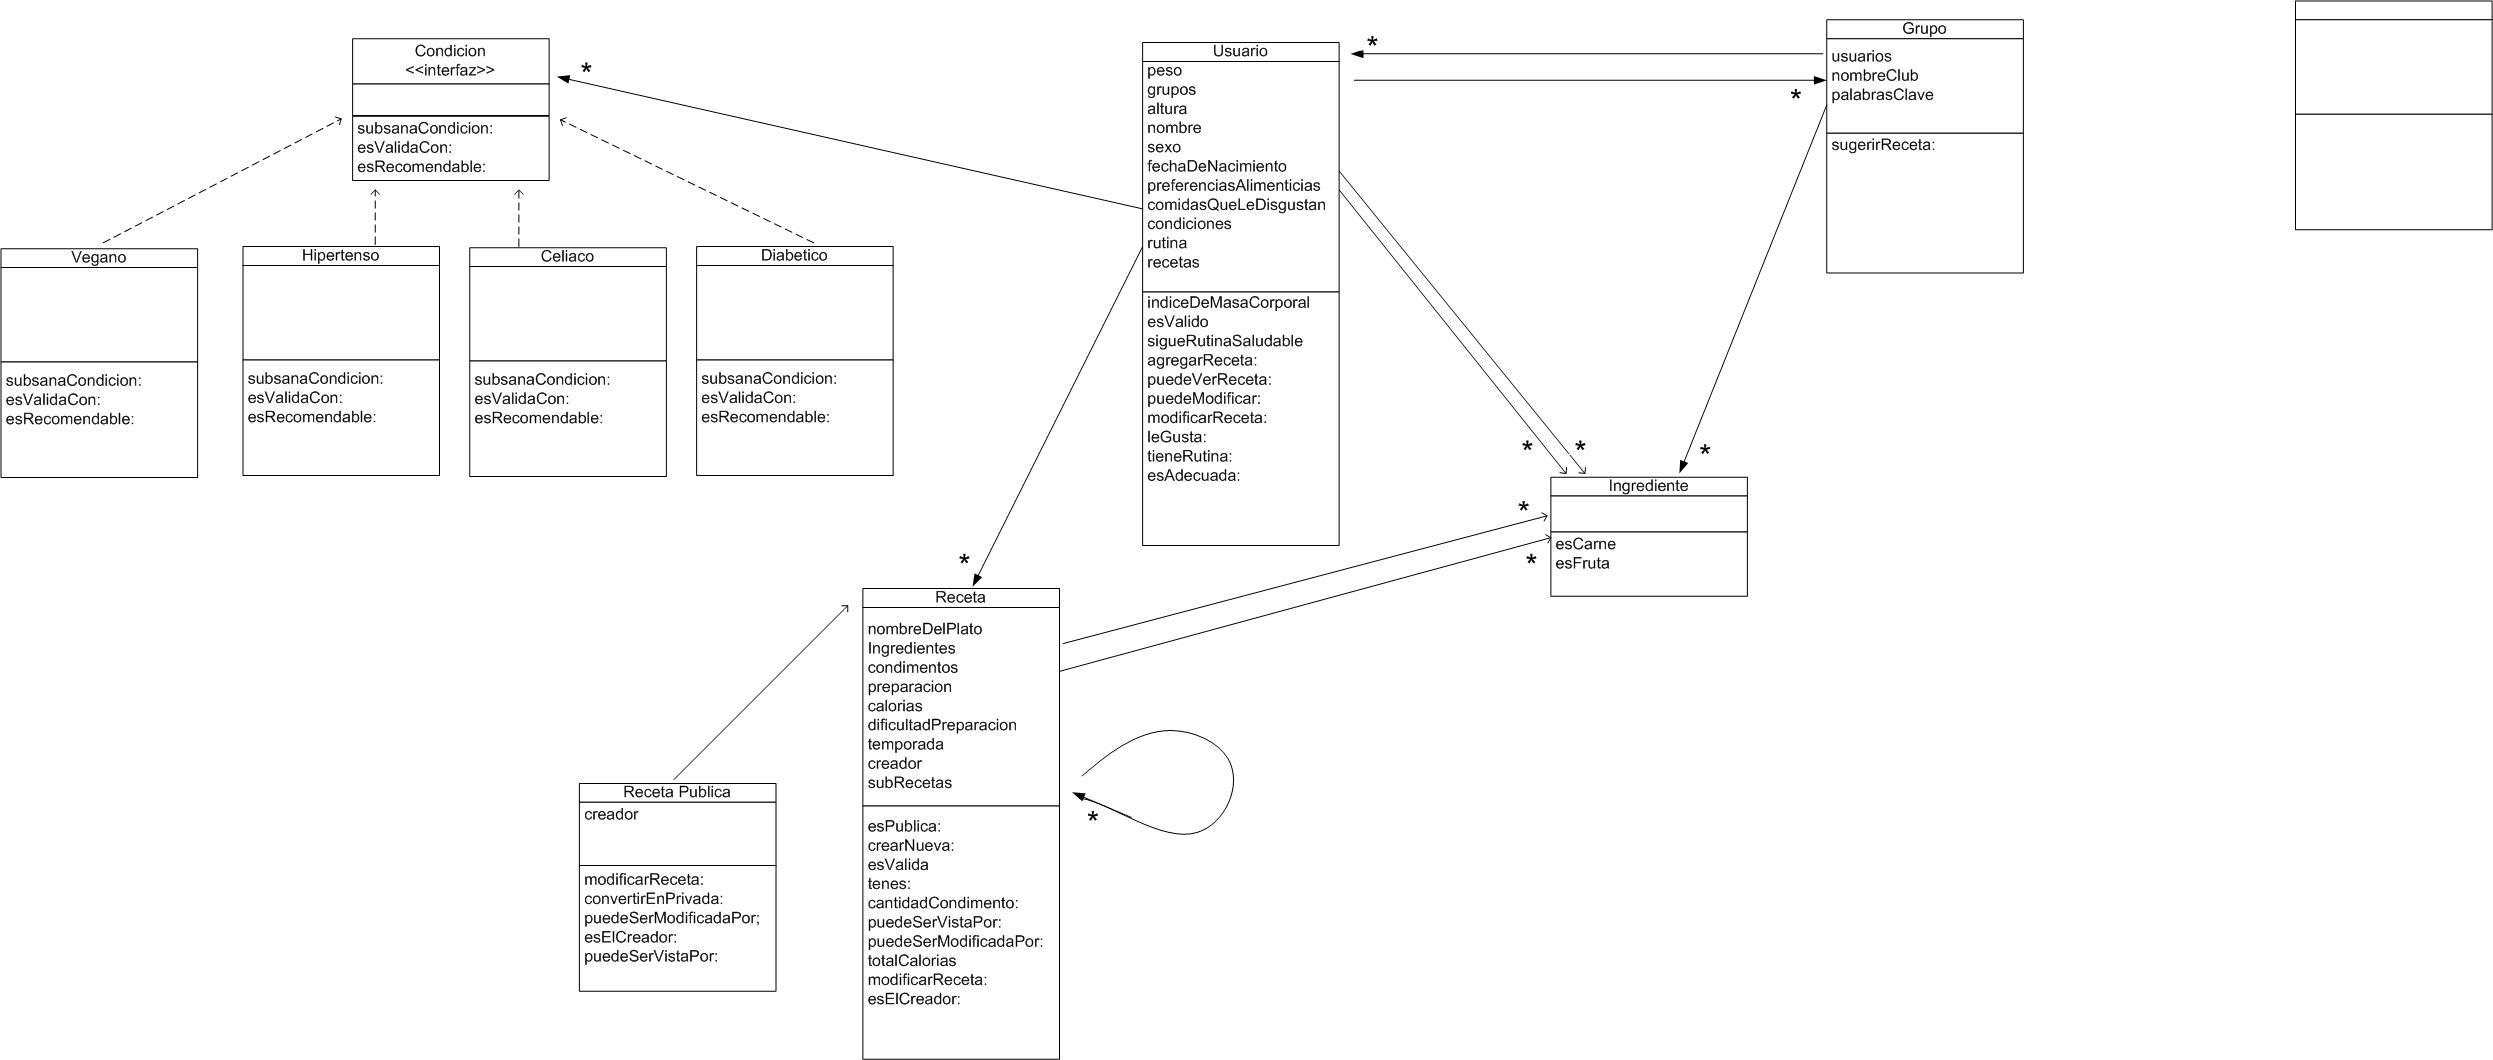 Condicion
<<interfaz>>
subsanaCondicion:
esValidaCon:
esRecomendable:
*
Usuario
peso
grupos
altura
nombre
sexo
fechaDeNacimiento
preferenciasAlimenticias
comidasQueLeDisgustan
condiciones
rutina
recetas
indiceDeMasaCorporal
esValido
sigueRutinaSaludable
agregarReceta:
puedeVerReceta:
puedeModificar:
modificarReceta:
leGusta:
tieneRutina:
esAdecuada:
*
*
Grupo
usuarios
nombreClub
palabrasClave
sugerirReceta:
Vegano
subsanaCondicion:
esValidaCon:
esRecomendable:
Hipertenso
subsanaCondicion:
esValidaCon:
esRecomendable:
Celiaco
subsanaCondicion:
esValidaCon:
esRecomendable:
Diabetico
subsanaCondicion:
esValidaCon:
esRecomendable:
*
*
*
Ingrediente
esCarne
esFruta
*
*
*
Receta
nombreDelPlato
Ingredientes
condimentos
preparacion
calorias
dificultadPreparacion
temporada
creador
subRecetas
esPublica:
crearNueva:
esValida
tenes:
cantidadCondimento:
puedeSerVistaPor:
puedeSerModificadaPor:
totalCalorias
modificarReceta:
esElCreador:
*
Receta Publica
creador
modificarReceta:
convertirEnPrivada:
puedeSerModificadaPor;
esElCreador:
puedeSerVistaPor: